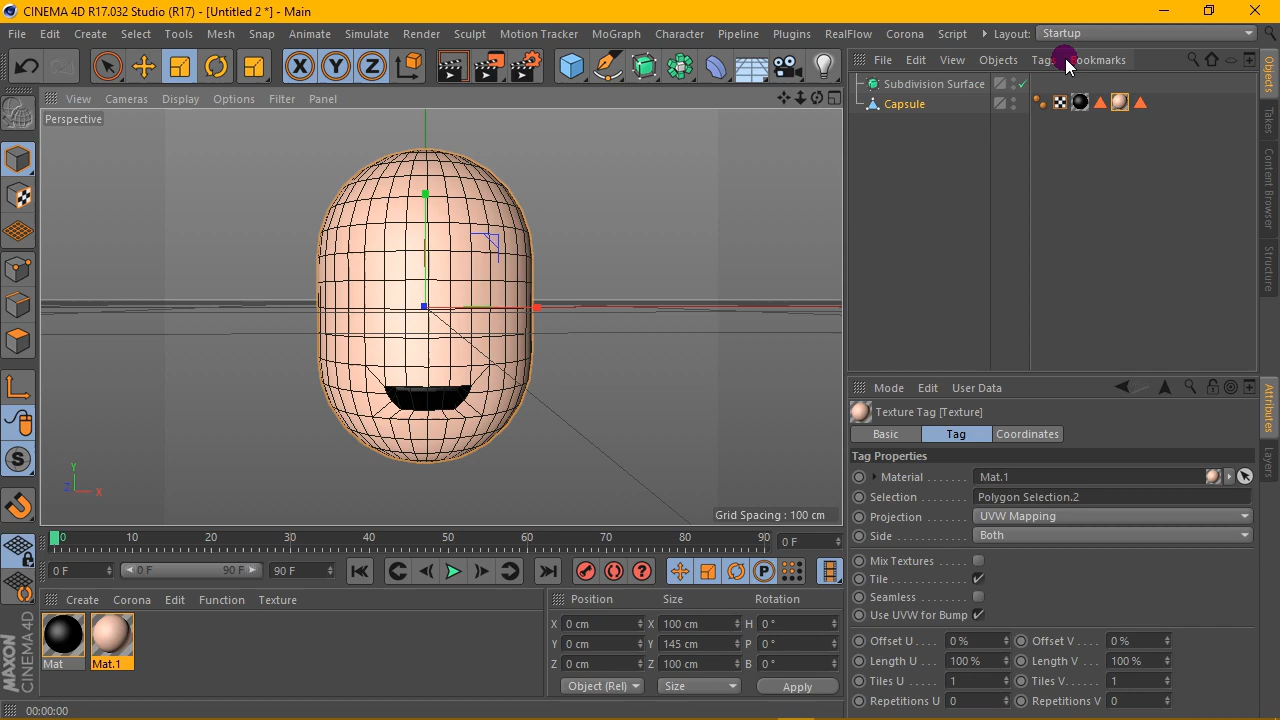 CINEMA 4D R17.032 Studio (R17) - [Untitled 2 *] - Main
File Edit Create Select Tools Mesh Snap Animate Simulate Render Sculpt Motion Tracker MoGraph Character Pipeline Plugins RealFlow Corona Script Layout: Startup
File Edit View Objects Tags Bookmarks
View Cameras Display Options Filter Panel
Perspective
Subdivision Surface
Capsule
Objects
Takes
Content Browser
Structure
Y
Z X
Grid Spacing : 100 cm
Mode Edit User Data
Texture Tag [Texture]
Basic Tag Coordinates
Tag Properties
Material Mat.1
Selection Polygon Selection.2
Projection UVW Mapping
Side Both
Mix Textures
Tile
Seamless
Use UVW for Bump
Offset U 0 % Offset V 0 %
Length U 100 % Length V 100 %
Tiles U 1 Tiles V 1
Repetitions U 0 Repetitions V 0
Attributes
Layers
0 10 20 30 40 50 60 70 80 90 0 F
0 F 0 F 90 F 90 F
Create Corona Edit Function Texture
Mat Mat.1
Position Size Rotation
X 0 cm X 100 cm H 0 °
Y 0 cm Y 145 cm P 0 °
Z 0 cm Z 100 cm B 0 °
Object (Rel) Size Apply
MAXON CINEMA 4D
00:00:00